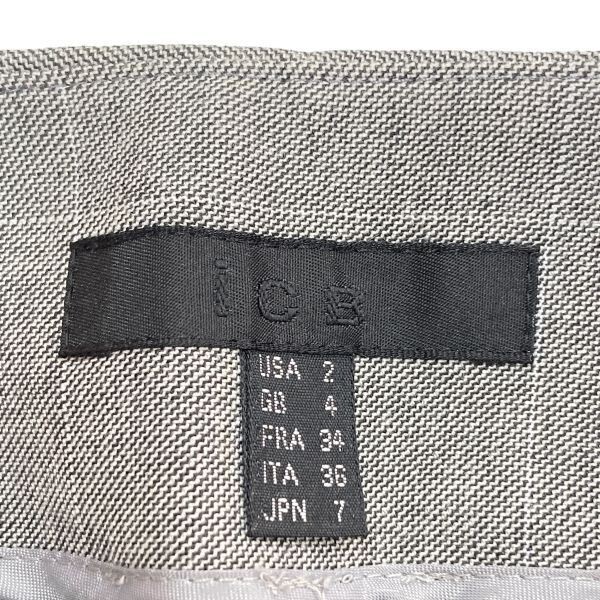 iCB
USA 2
GB 4
FRA 34
ITA 36
JPN 7